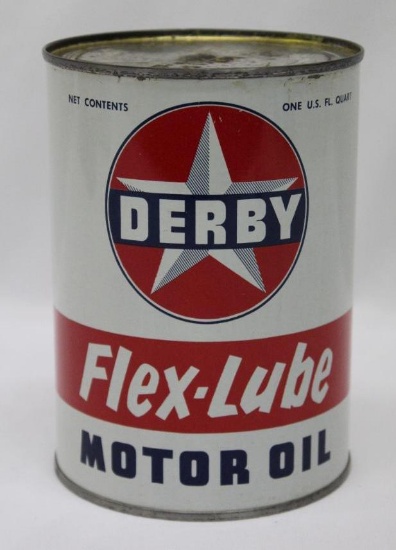 NET CONTENTS ONE U.S. FL. QUART
DERBY
Flex-Lube
MOTOR OIL